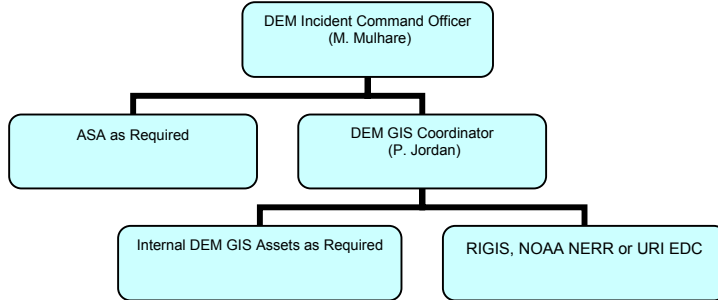 DEM Incident Command Officer
(M. Mulhare)
ASA as Required
DEM GIS Coordinator
(P. Jordan)
Internal DEM GIS Assets as Required
RIGIS, NOAA NERR or URI EDC